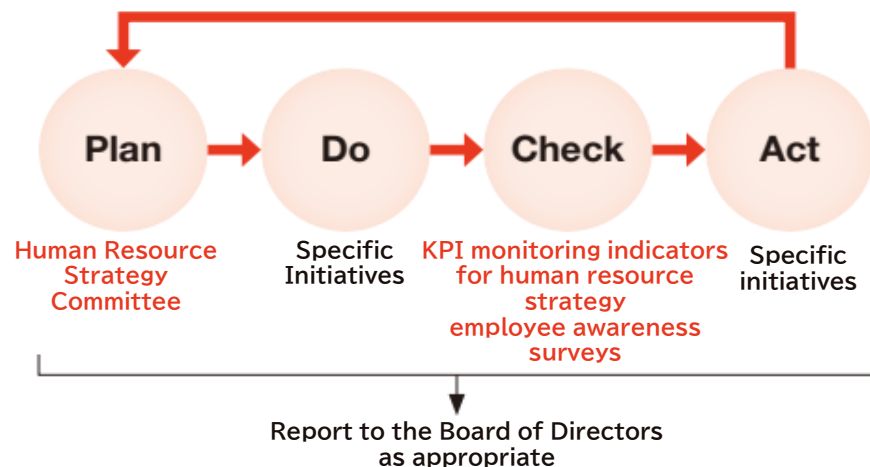 Plan
Do
Check
Act
Human Resource
Strategy
Committee
Specific
Initiatives
KPI monitoring indicators
for human resource
strategy
employee awareness
surveys
Specific
initiatives
Report to the Board of Directors
as appropriate